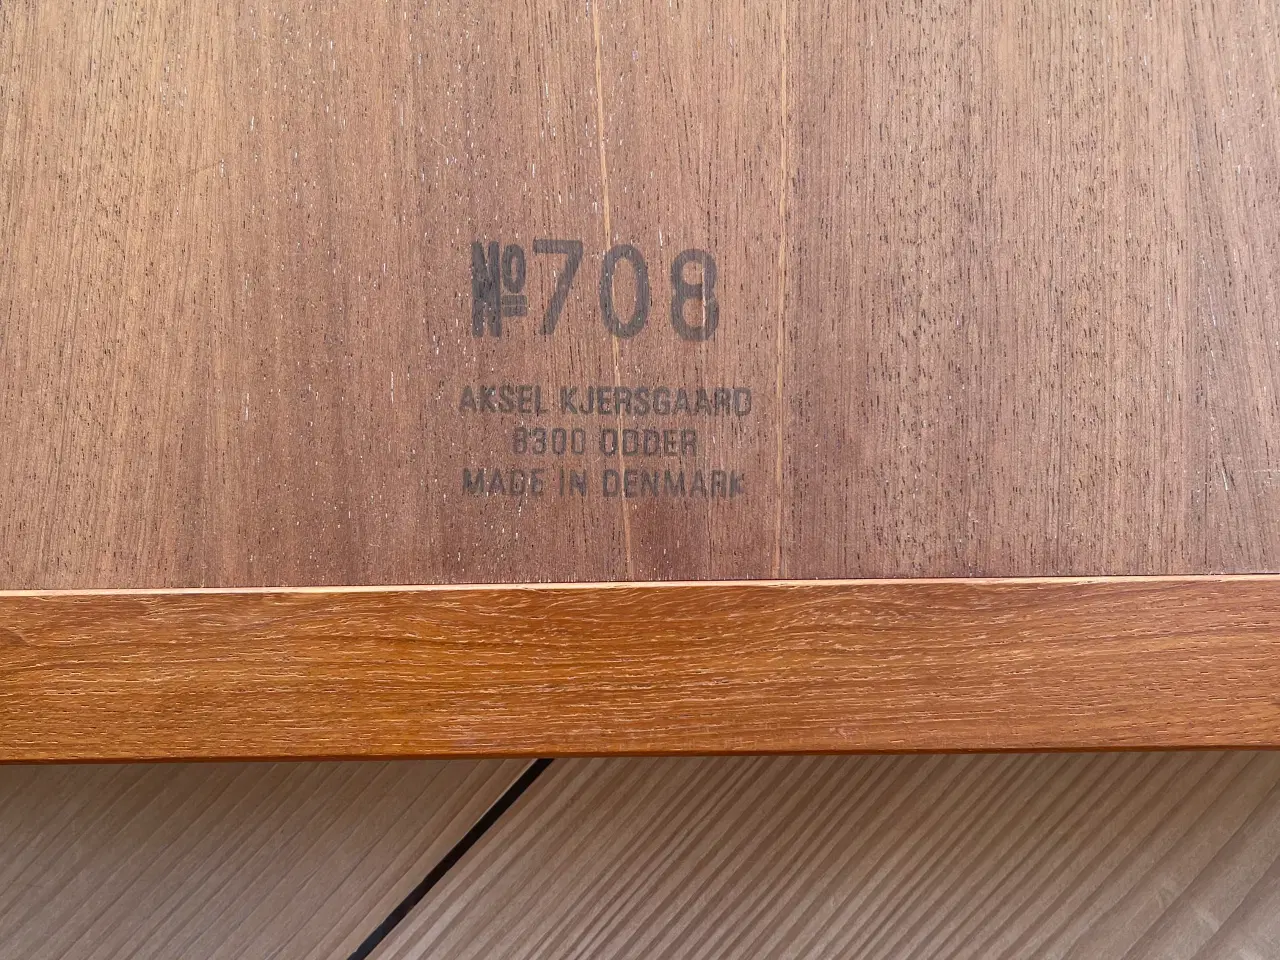 №708
AKSEL KJERSGAARD
8300 ODDER
MADE IN DENMARK